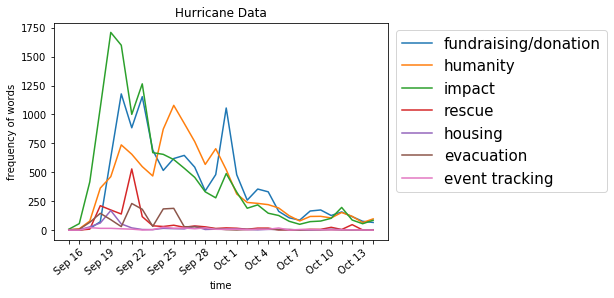 Hurricane Data
1750
1500
1250
1000
750
500
250
0
frequency of words
Sep 16
Sep 19
Sep 22
Sep 25
Sep 28
Oct 1
Oct 4
Oct 7
Oct 10
Oct 13
time
fundraising/donation
humanity
impact
rescue
housing
evacuation
event tracking